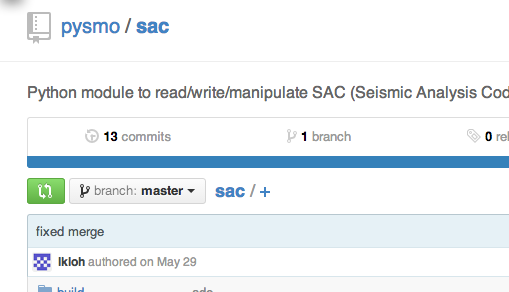 pysmo / sac
Python module to read/write/manipulate SAC (Seismic Analysis Cod
13 commits 1 branch 0 rel
branch: master sac / +
fixed merge
lkloh authored on May 29
build